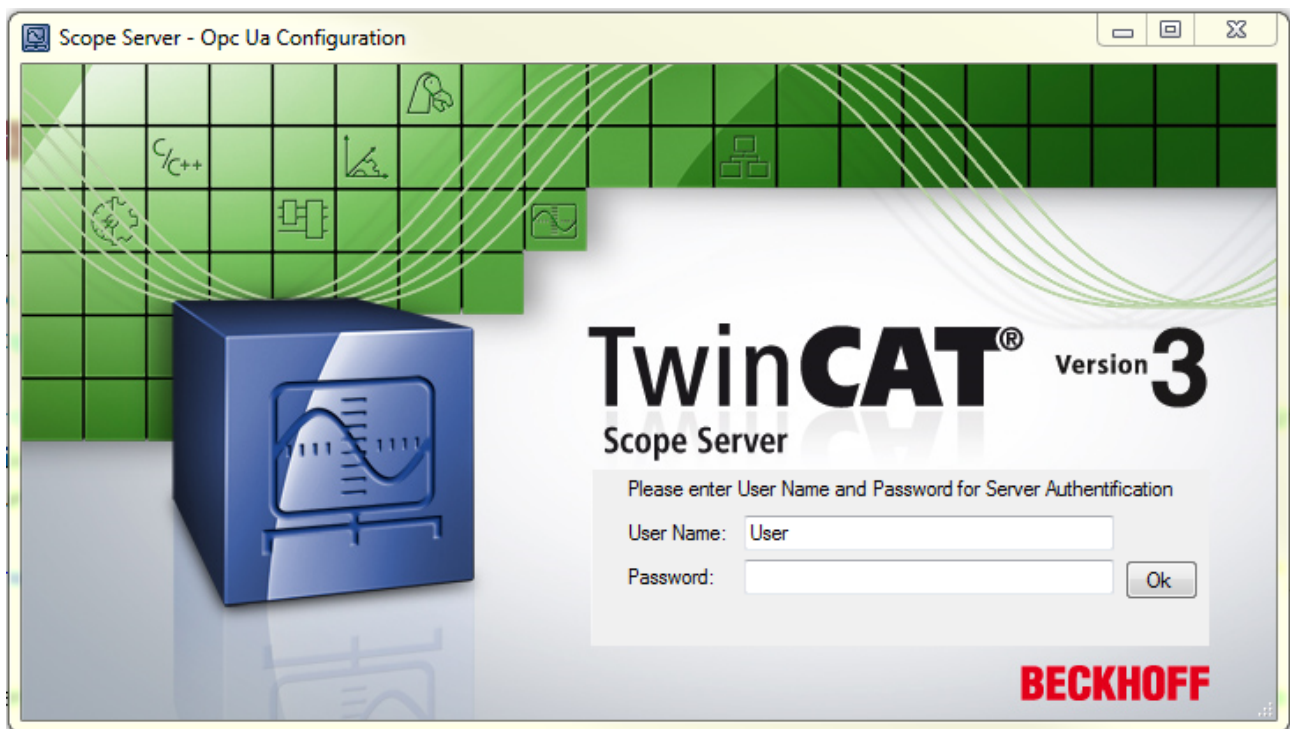 Scope Server - Opc Ua Configuration
C/C++
TwinCAT® Version 3
Scope Server
Please enter User Name and Password for Server Authentification
User Name: User
Password: Ok
BECKHOFF